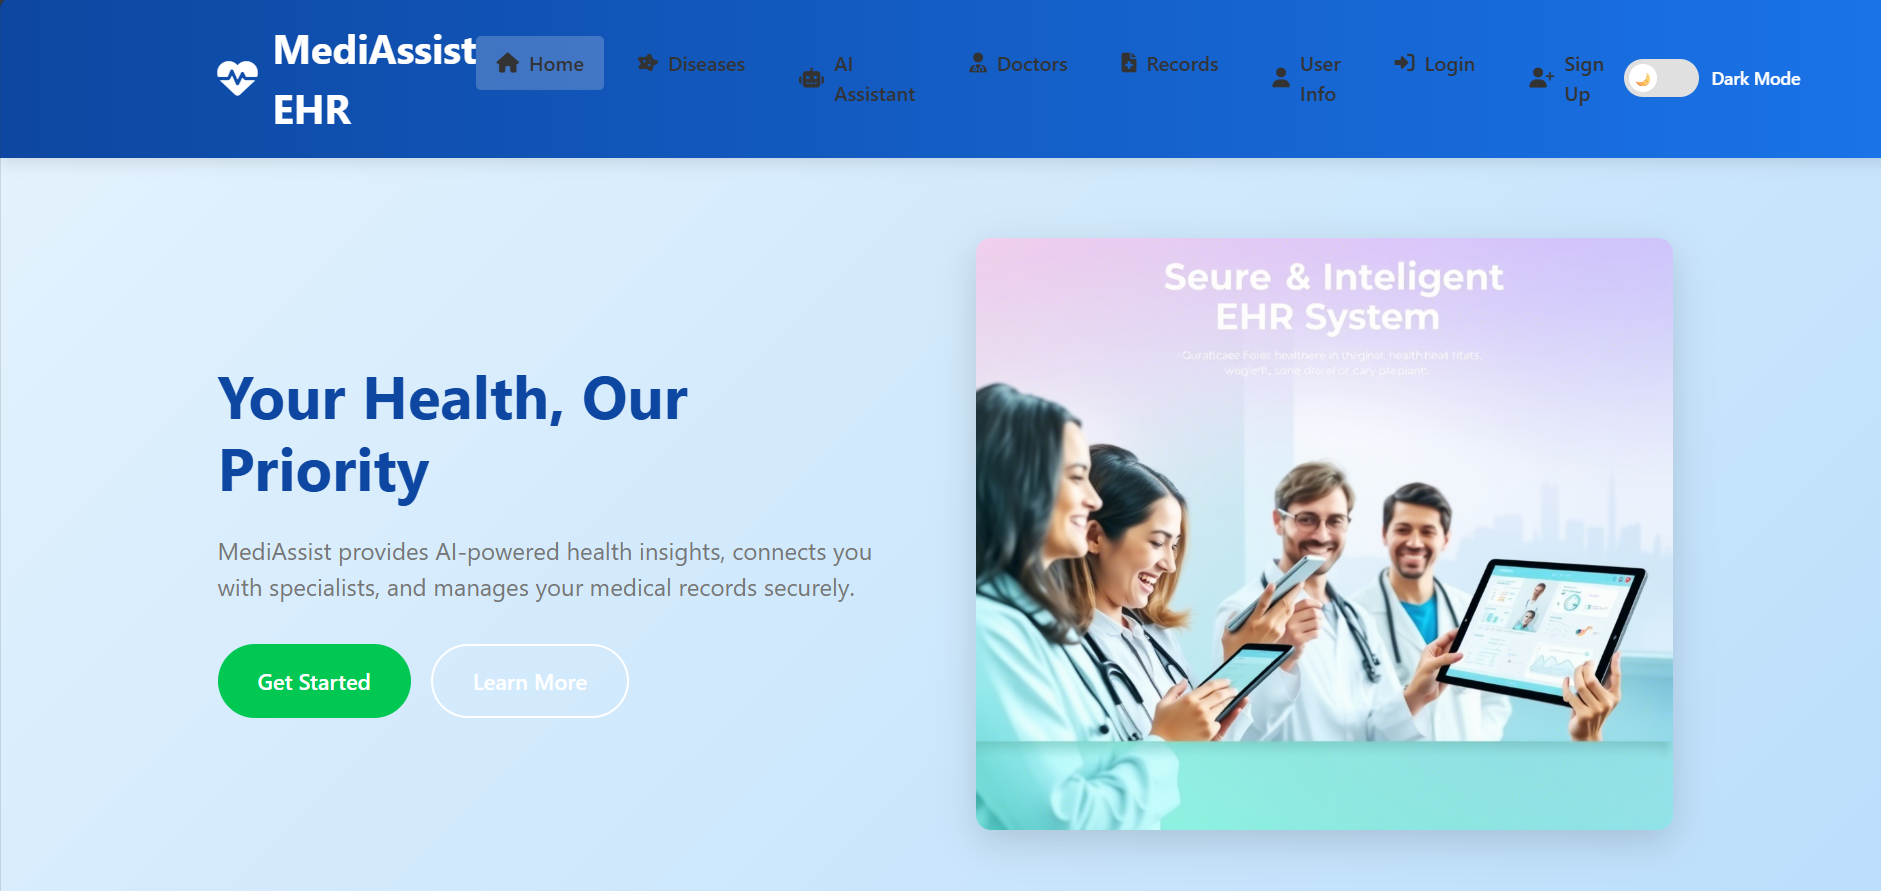 MediAssist
EHR
Home
Diseases
AI
Assistant
Doctors
Records
User
Info
Login
Sign
Up
Dark Mode
Your Health, Our
Priority
MediAssist provides AI-powered health insights, connects you
with specialists, and manages your medical records securely.
Get Started
Learn More
Seure & Inteligent
EHR System